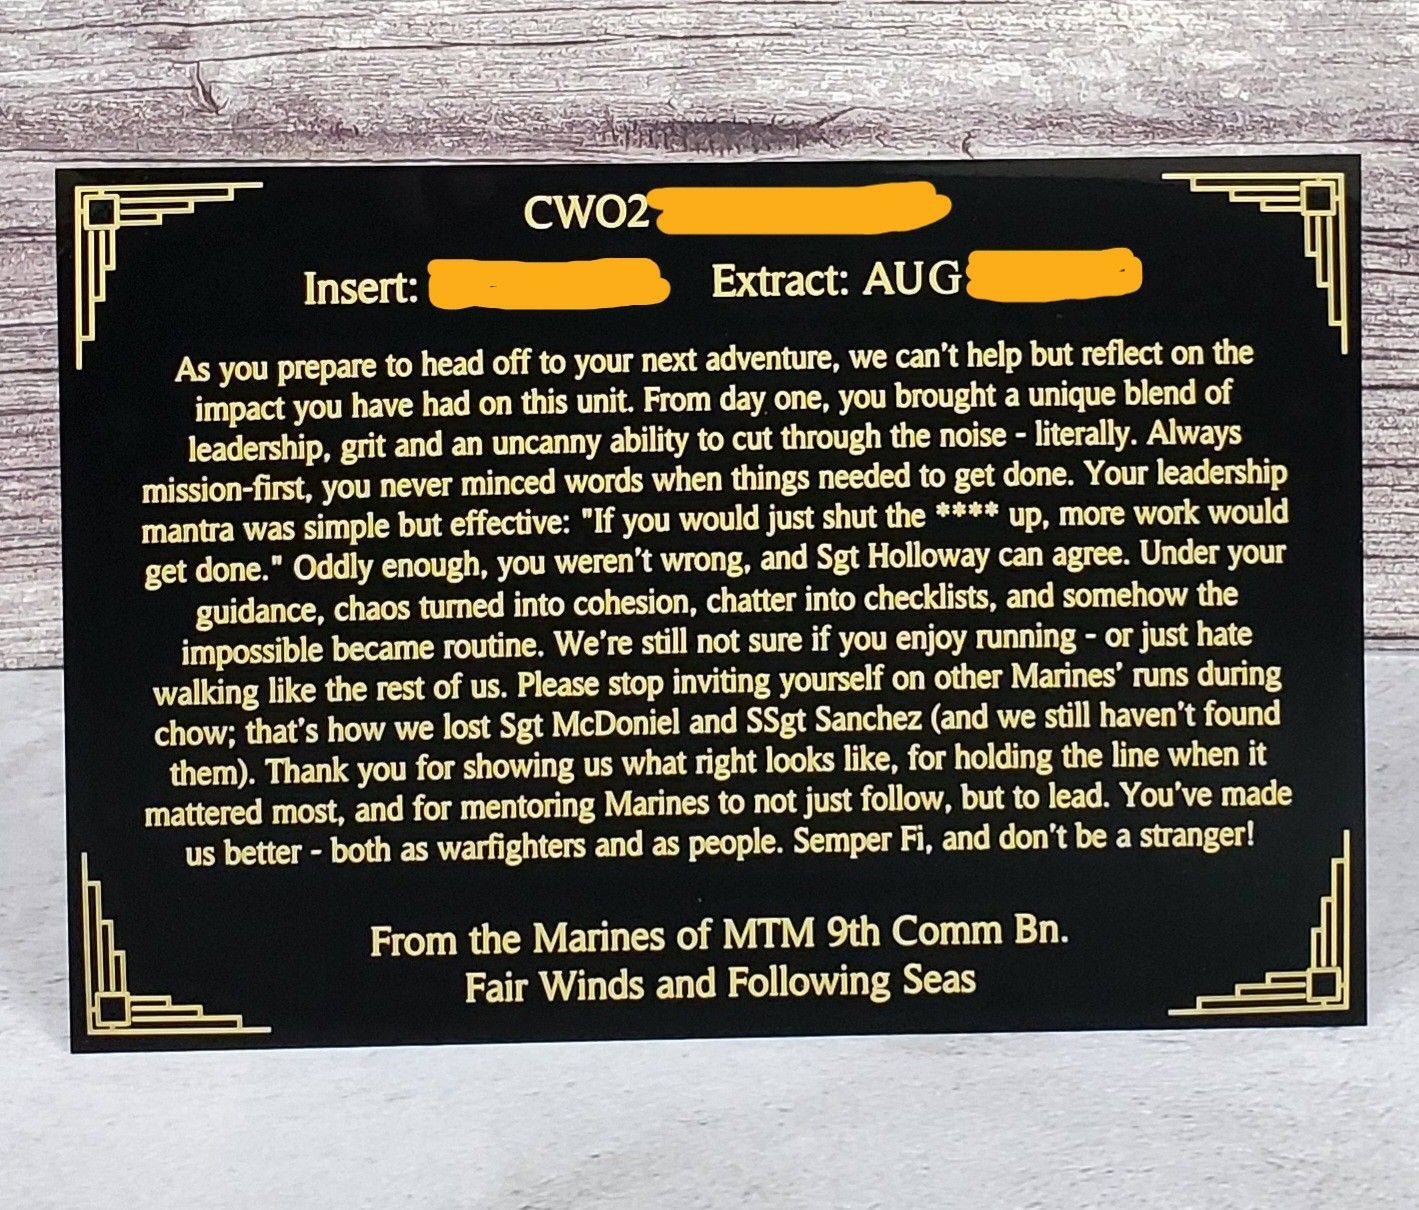 CWO2
Insert: Extract: AUG
As you prepare to head off to your next adventure, we can't help but reflect on the
impact you have had on this unit. From day one, you brought a unique blend of
leadership, grit and an uncanny ability to cut through the noise - literally. Always
mission-first, you never minced words when things needed to get done. Your leadership
mantra was simple but effective: "If you would just shut the **** up, more work would
get done." Oddly enough, you weren't wrong, and Sgt Holloway can agree. Under your
guidance, chaos turned into cohesion, chatter into checklists, and somehow the
impossible became routine. We're still not sure if you enjoy running - or just hate
walking like the rest of us. Please stop inviting yourself on other Marines' runs during
chow; that's how we lost Sgt McDoniel and SSgt Sanchez (and we still haven't found
them). Thank you for showing us what right looks like, for holding the line when it
mattered most, and for mentoring Marines to not just follow, but to lead. You've made
us better - both as warfighters and as people. Semper Fi, and don't be a stranger!
From the Marines of MTM 9th Comm Bn.
Fair Winds and Following Seas